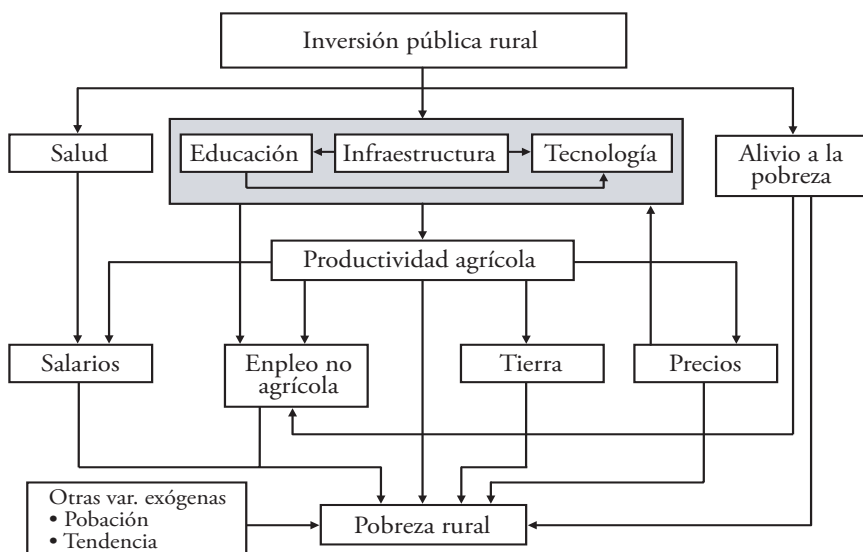 Inversión pública rural
Salud
Educación
Infraestructura
Tecnología
Alivio a la
pobreza
Productividad agrícola
Salarios
Enpleo no
agrícola
Tierra
Precios
Otras var. exógenas
• Pobación
• Tendencia
Pobreza rural